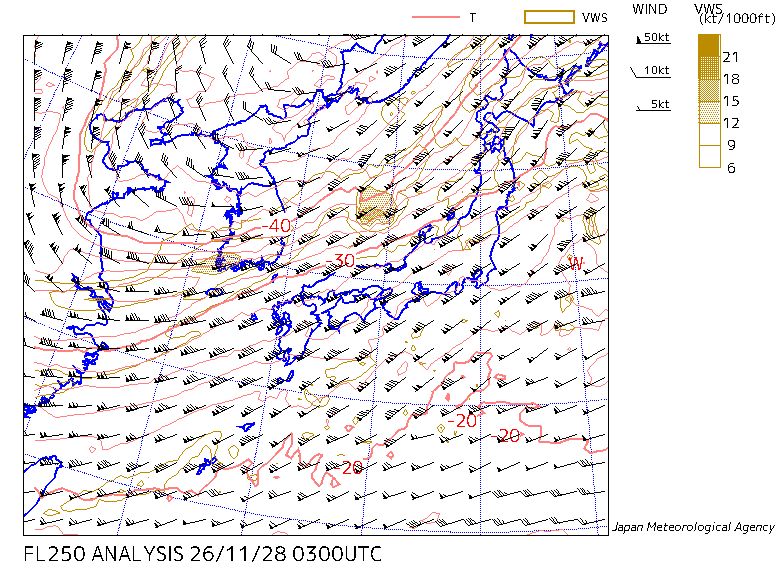 T VWS WIND VWS
(kt/1000ft)
50kt
10kt
5kt
21
18
15
12
9
6
-40
-30
W
-20
-20
-20
Japan Meteorological Agency
FL250 ANALYSIS 26/11/28 0300UTC